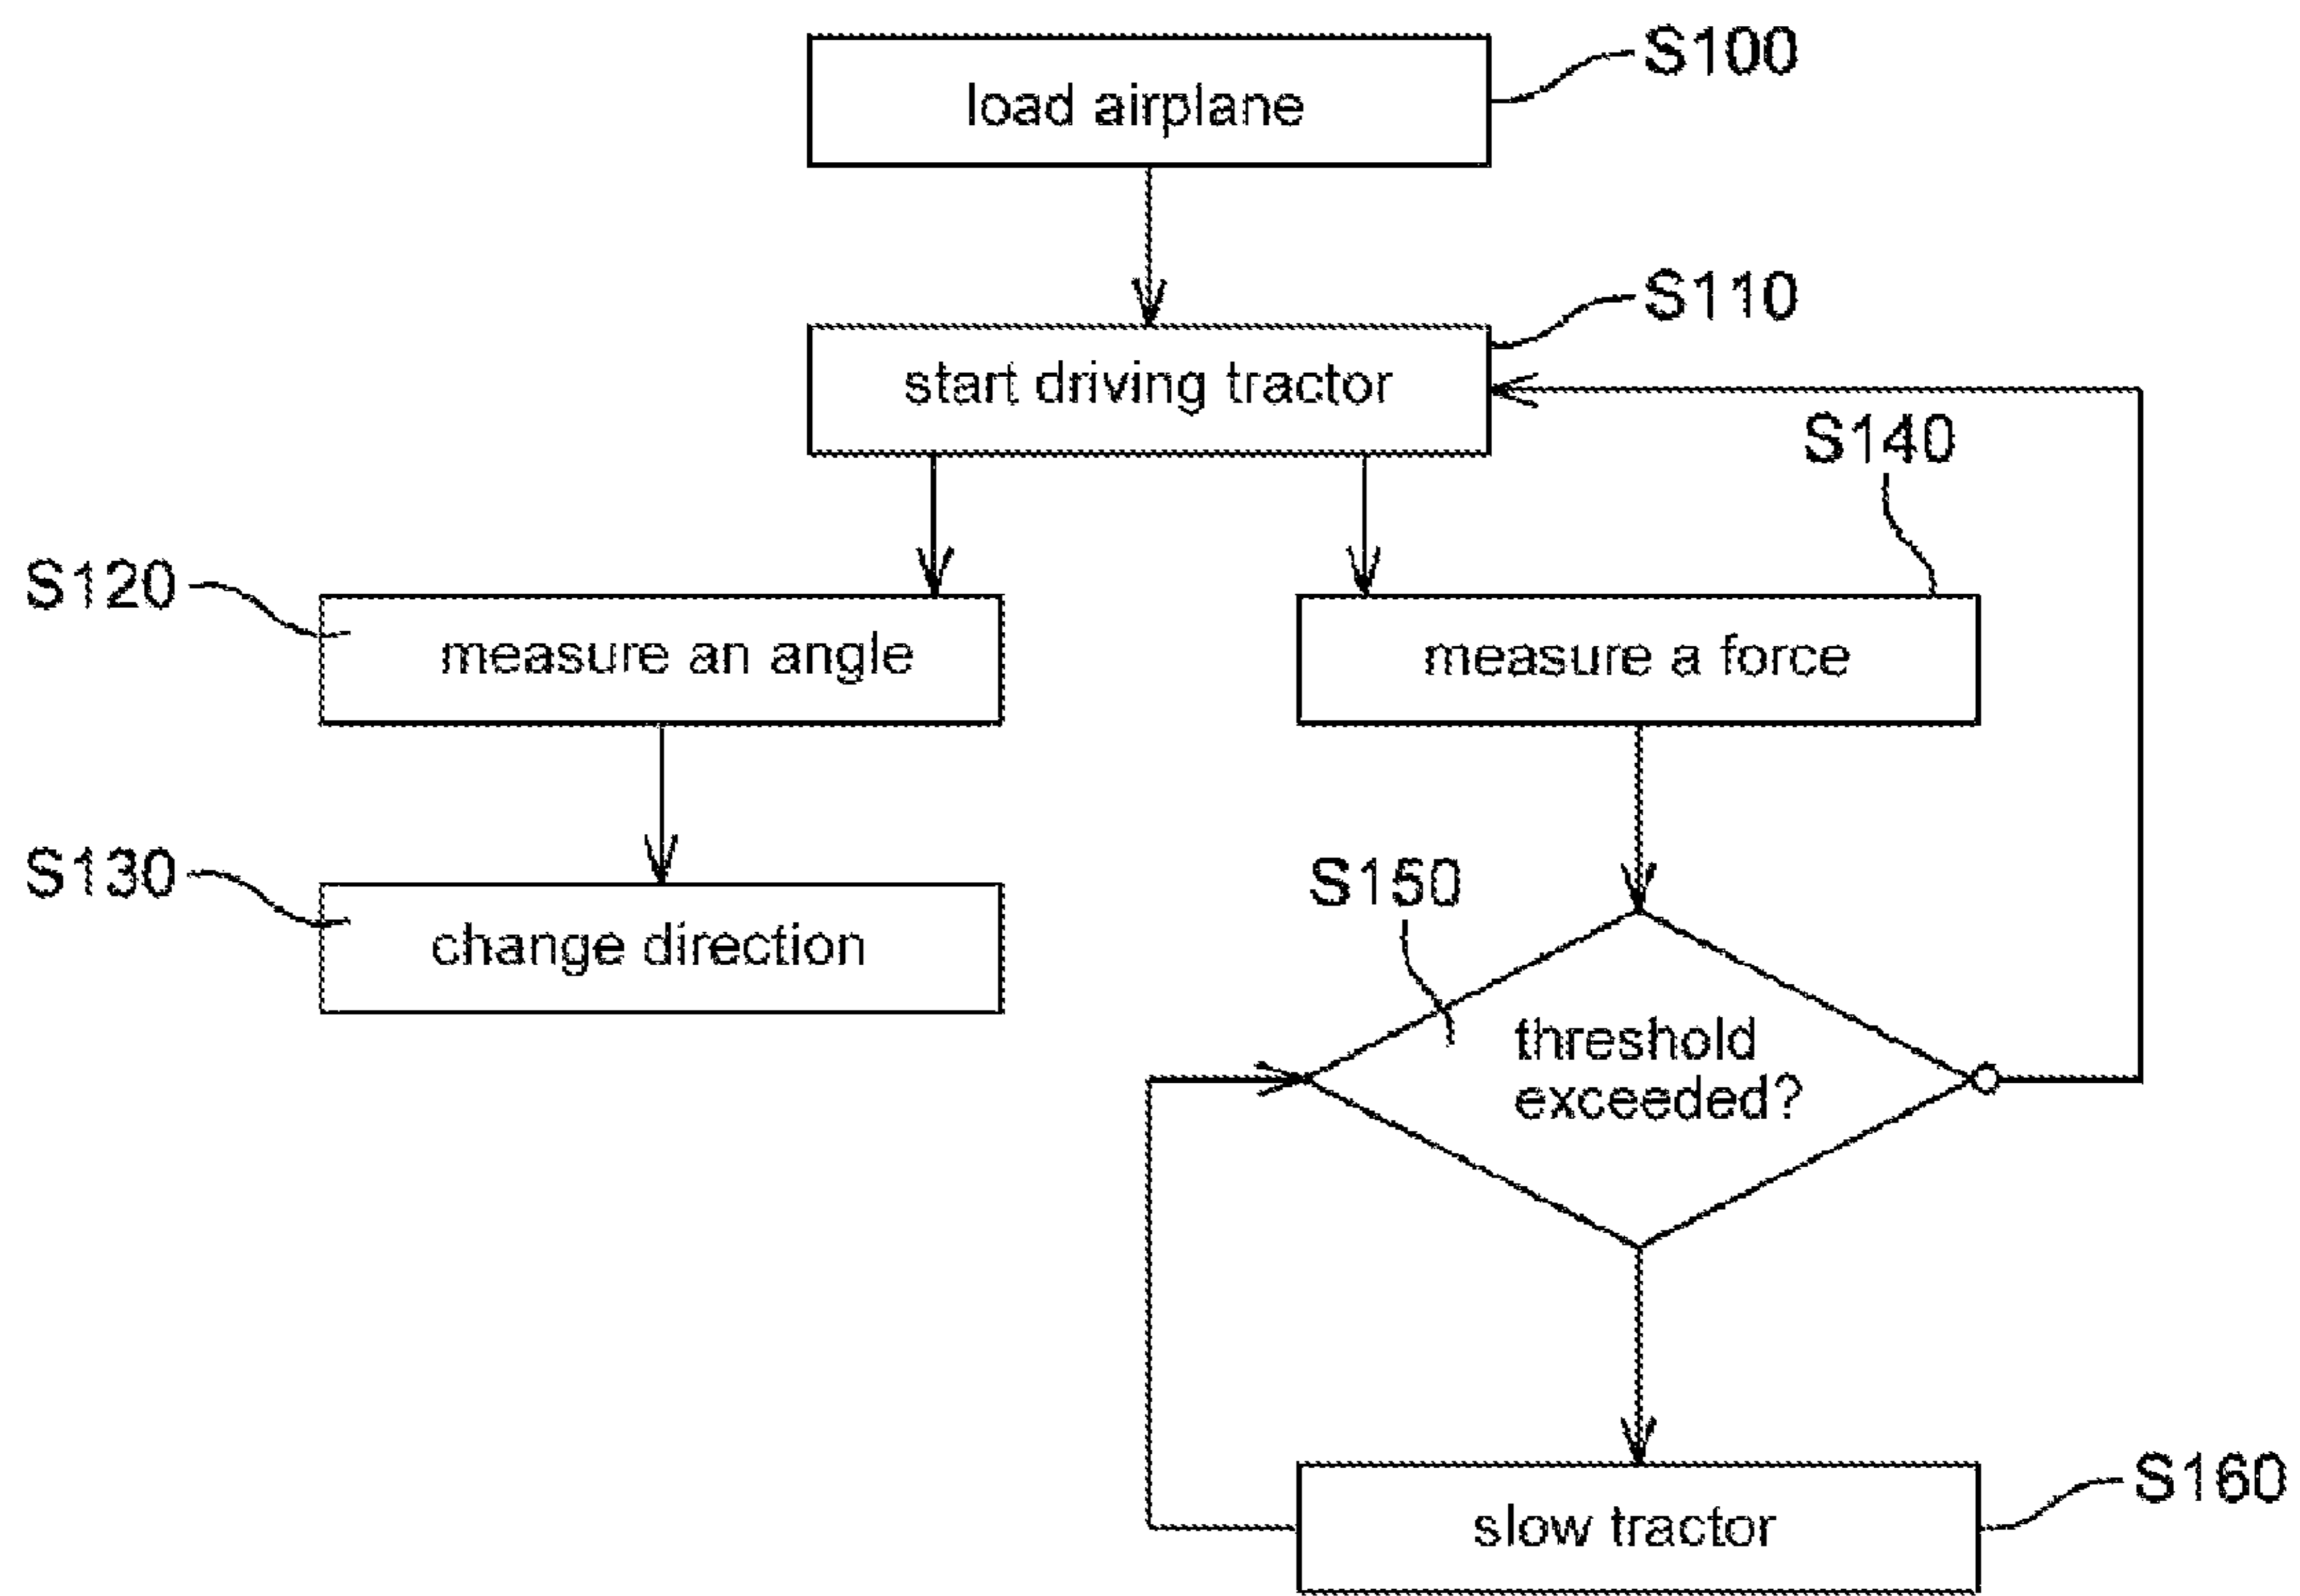 S100
load airplane
S110
start driving tractor
S140
S120
measure an angle
measure a force
S130
change direction
S150
threshold
exceeded?
slow tractor
S160